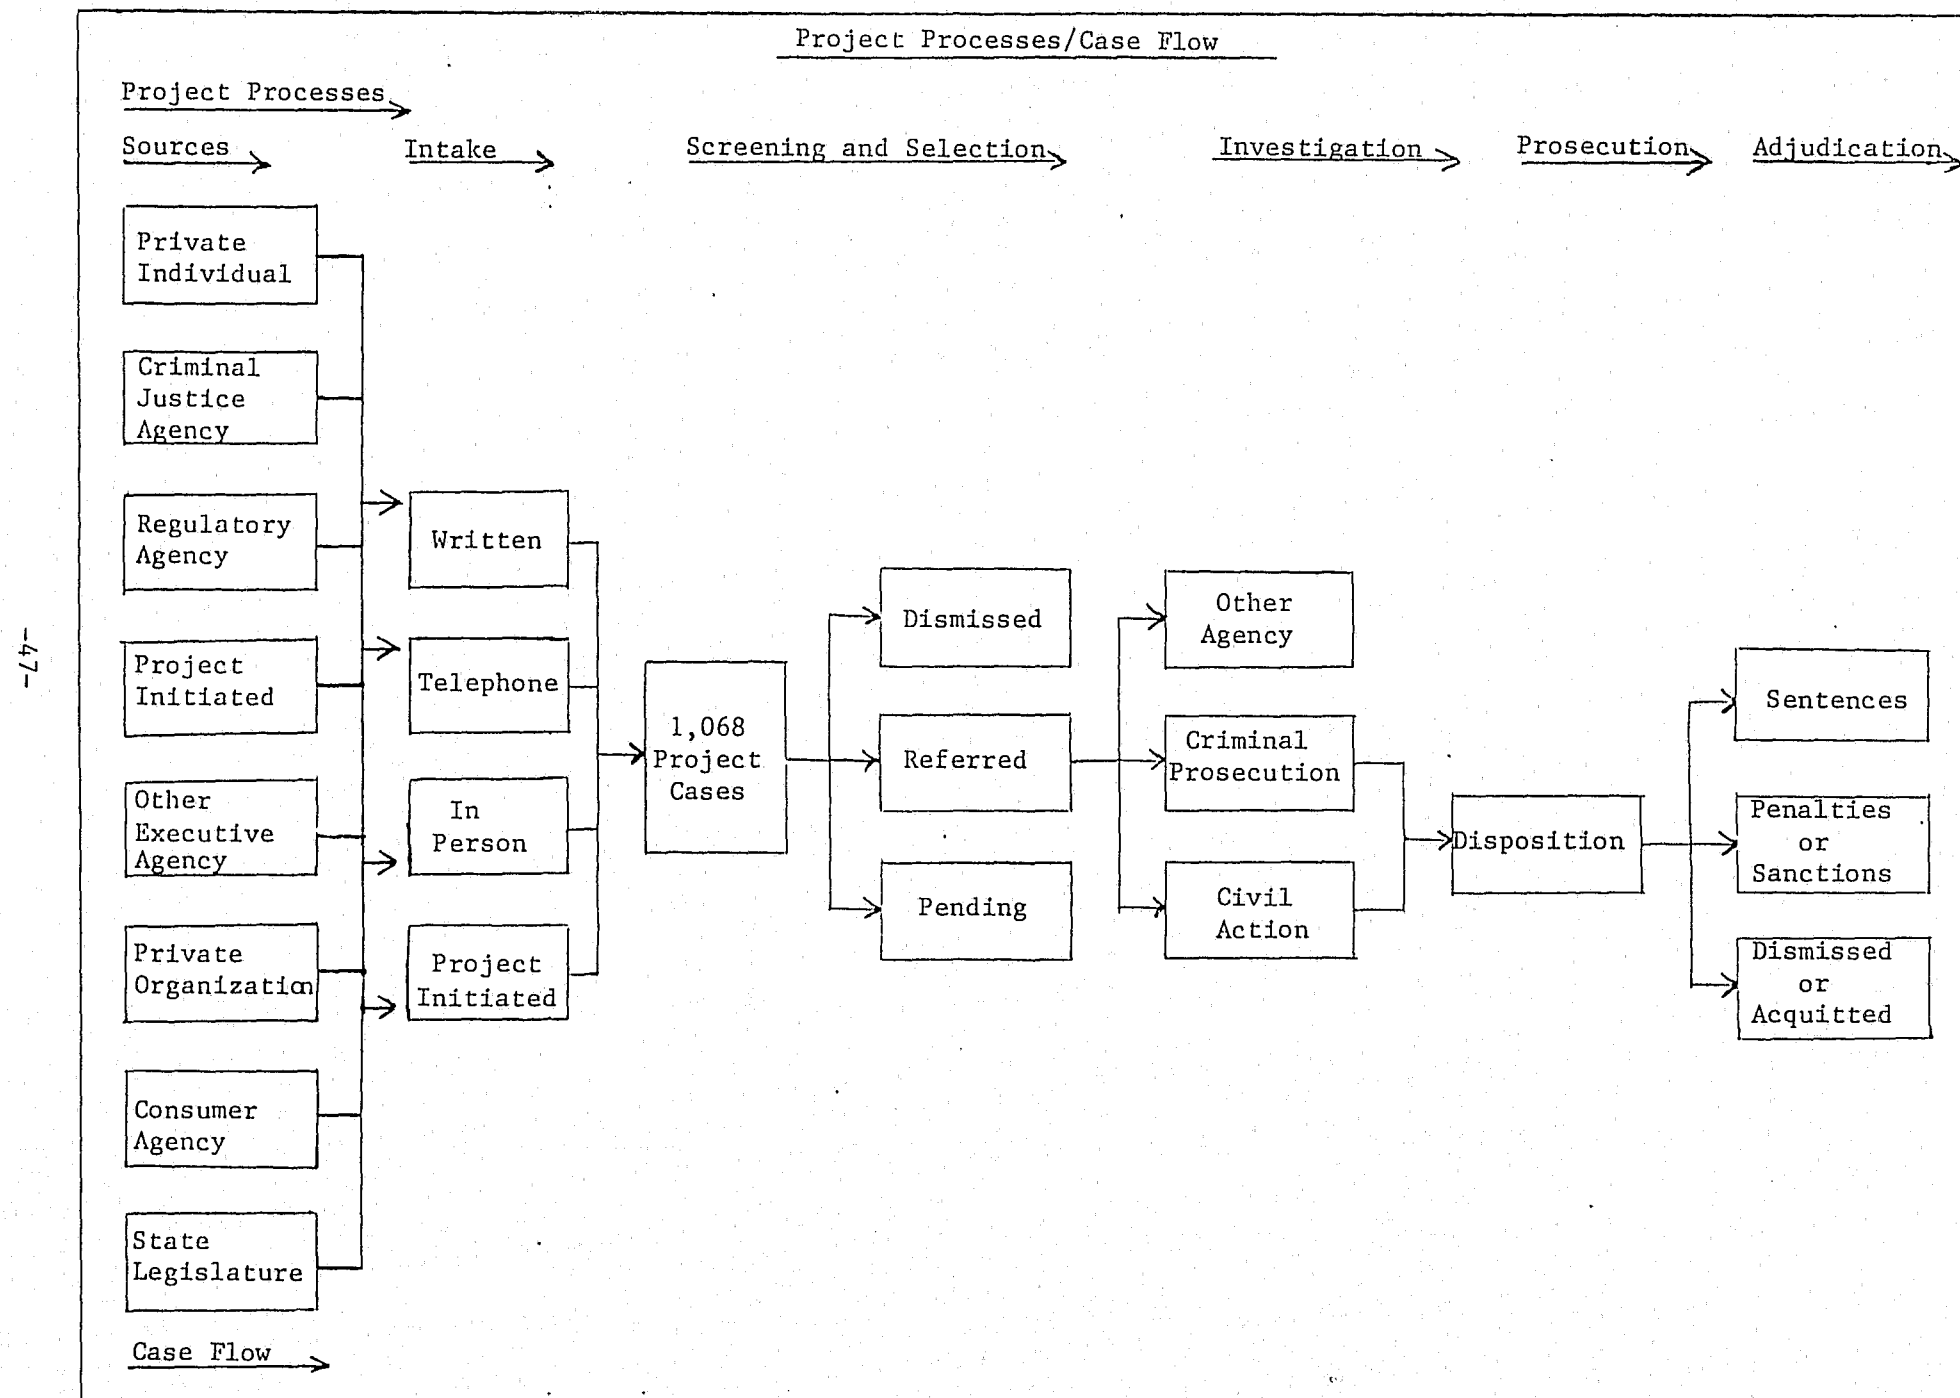 Project Processes/Case Flow
Project Processes
Sources
Intake
Screening and Selection
Investigation
Prosecution
Adjudication
Private
Individual
Criminal
Justice
Agency
Regulatory
Agency
Project
Initiated
Other
Executive
Agency
Private
Organization
Consumer
Agency
State
Legislature
Written
Telephone
In
Person
Project
Initiated
1,068
Project
Cases
Dismissed
Referred
Pending
Other
Agency
Criminal
Prosecution
Civil
Action
Disposition
Sentences
Penalties
or
Sanctions
Dismissed
or
Acquitted
Case Flow
-47-